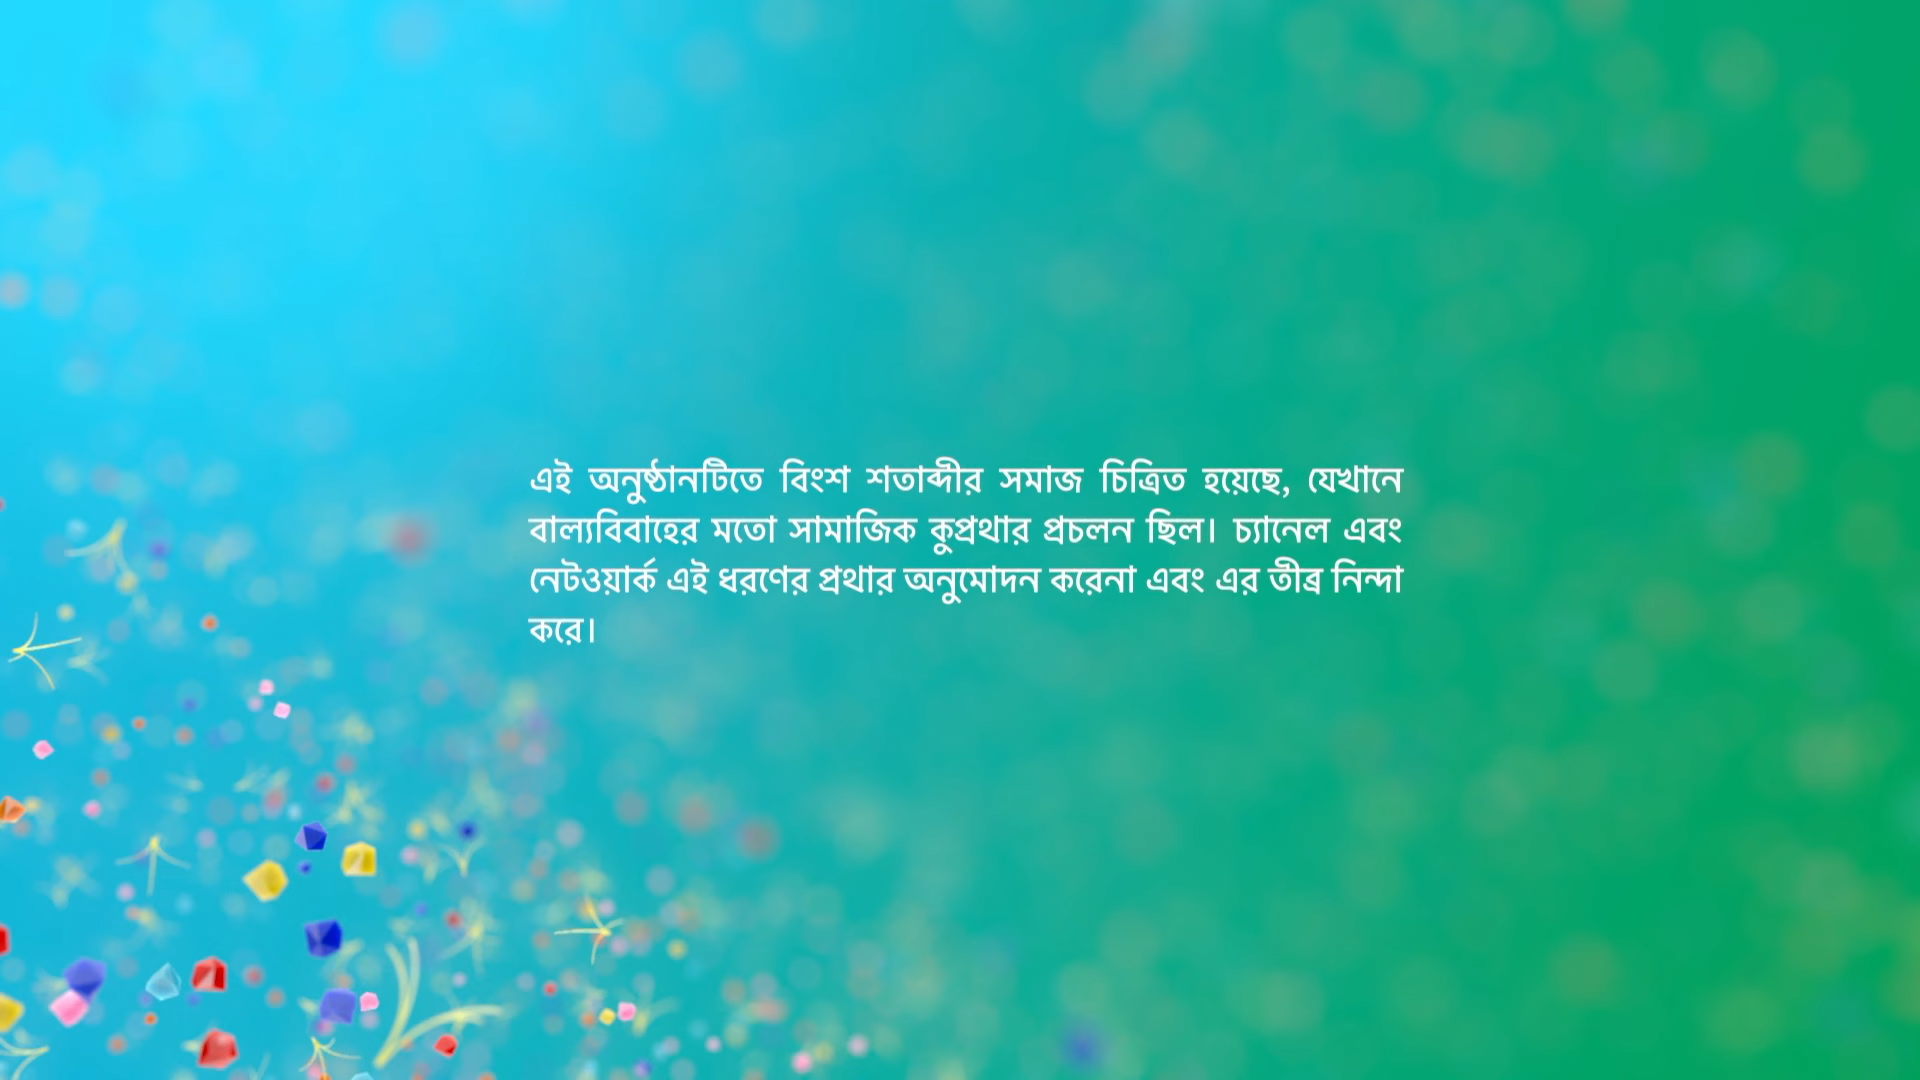 এই অনুষ্ঠানটিতে বিংশ শতাব্দীর সমাজ চিত্রিত হয়েছে, যেখানে
বাল্যবিবাহের মতো সামাজিক কুপ্রথার প্রচলন ছিল। চ্যানেল এবং
নেটওয়ার্ক এই ধরণের প্রথার অনুমোদন করেনা এবং এর তীব্র নিন্দা
করে।